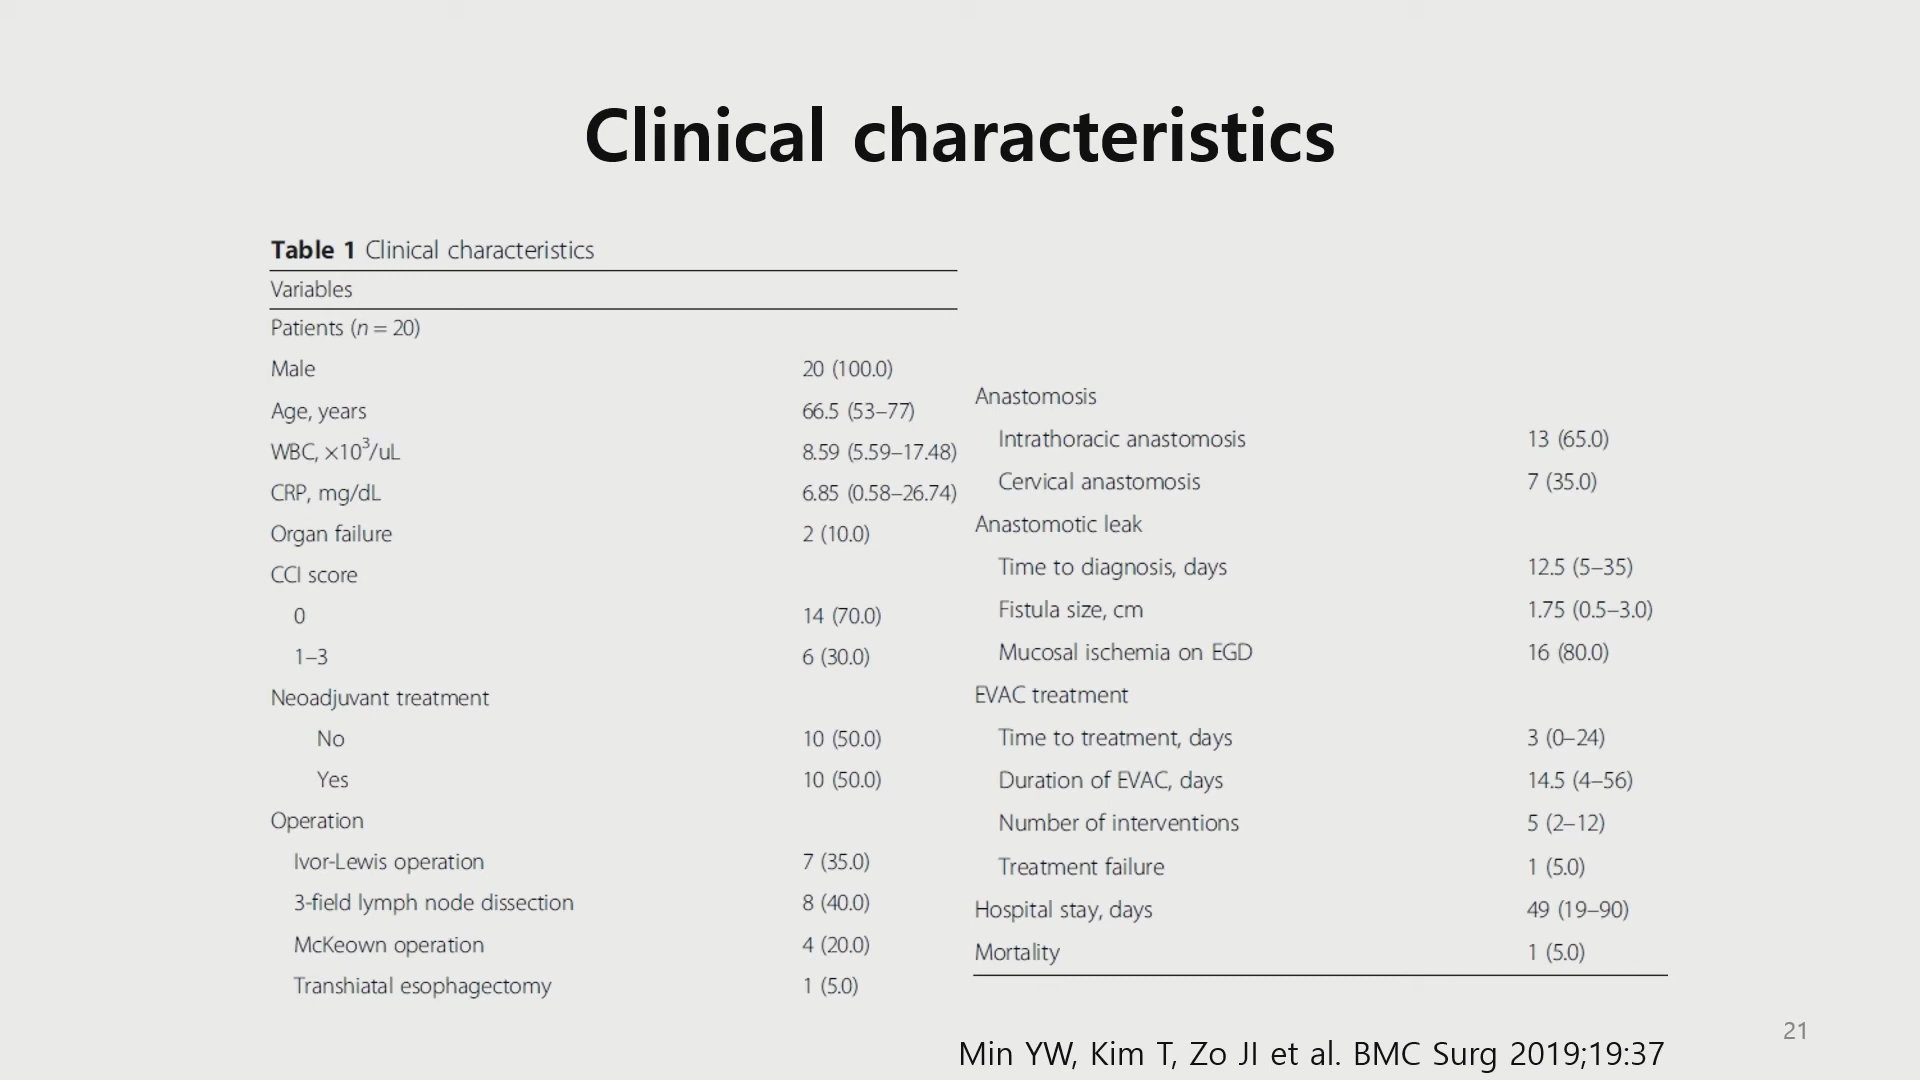 Clinical characteristics
Table 1 Clinical characteristics
Variables
Patients (n = 20)
Male 20 (100.0)
Age, years 66.5 (53–77)
WBC, ×10³/uL 8.59 (5.59–17.48)
CRP, mg/dL 6.85 (0.58–26.74)
Organ failure 2 (10.0)
CCI score
0 14 (70.0)
1–3 6 (30.0)
Neoadjuvant treatment
No 10 (50.0)
Yes 10 (50.0)
Operation
Ivor-Lewis operation 7 (35.0)
3-field lymph node dissection 8 (40.0)
McKeown operation 4 (20.0)
Transhiatal esophagectomy 1 (5.0)
Anastomosis
Intrathoracic anastomosis 13 (65.0)
Cervical anastomosis 7 (35.0)
Anastomotic leak
Time to diagnosis, days 12.5 (5–35)
Fistula size, cm 1.75 (0.5–3.0)
Mucosal ischemia on EGD 16 (80.0)
EVAC treatment
Time to treatment, days 3 (0–24)
Duration of EVAC, days 14.5 (4–56)
Number of interventions 5 (2–12)
Treatment failure 1 (5.0)
Hospital stay, days 49 (19–90)
Mortality 1 (5.0)
Min YW, Kim T, Zo JI et al. BMC Surg 2019;19:37
21